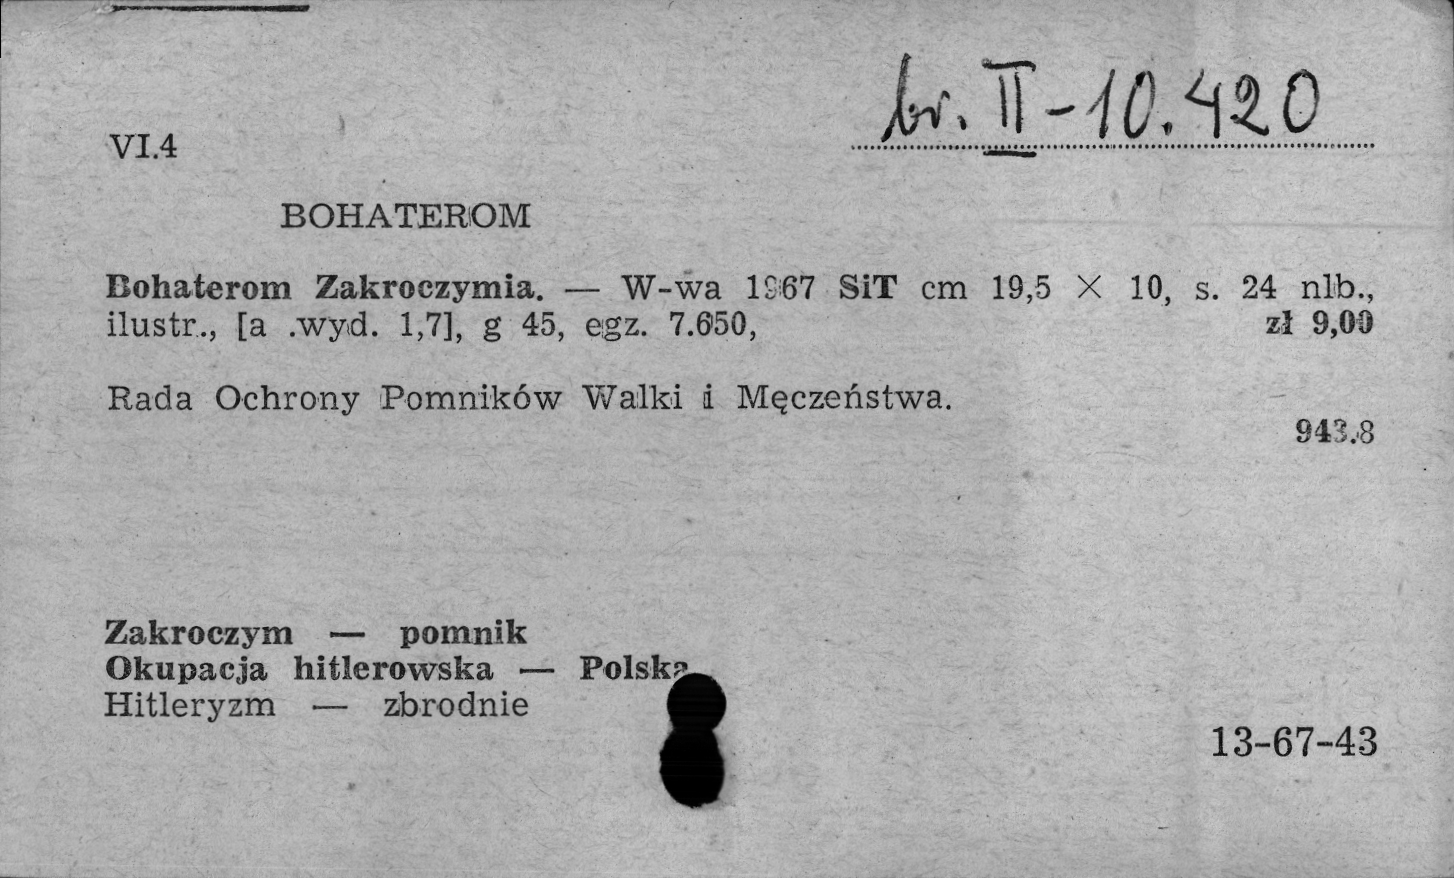 br. II-10.420
VI.4
BOHATEROM
Bohaterom Zakroczymia. — W-wa 1967 SiT cm 19,5 × 10, s. 24 nlb.,
ilustr., [a .wyd. 1,7], g 45, egz. 7.650, zł 9,00
Rada Ochrony Pomników Walki i Męczeństwa.
943.8
Zakroczym — pomnik
Okupacja hitlerowska — Polska
Hitleryzm — zbrodnie
13-67-43